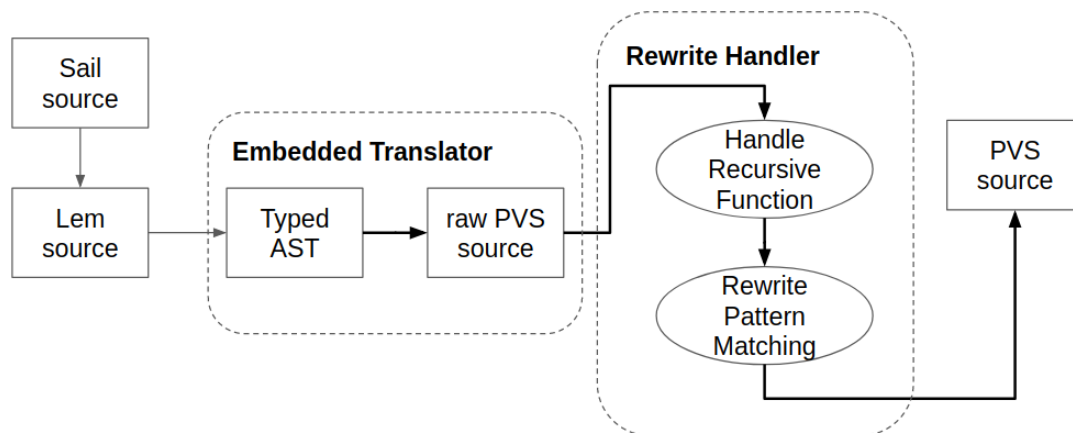 Sail
source
Lem
source
Embedded Translator
Typed
AST
raw PVS
source
Rewrite Handler
Handle
Recursive
Function
Rewrite
Pattern
Matching
PVS
source